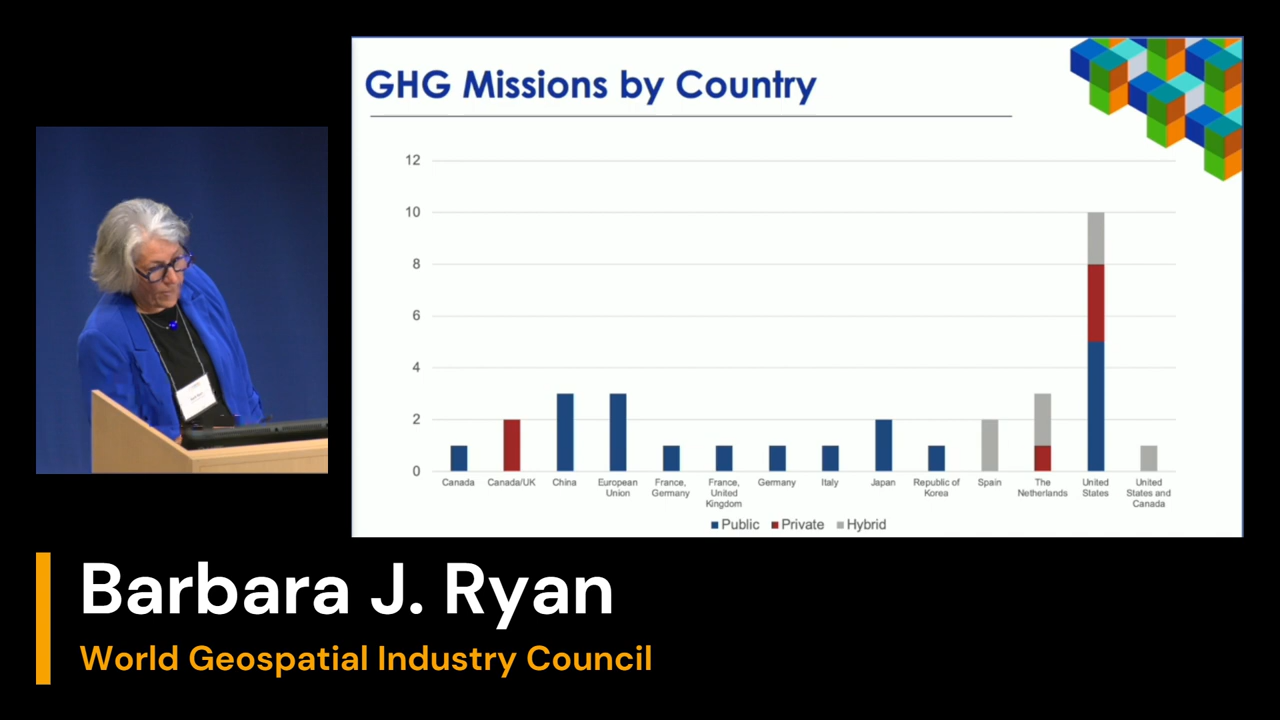 GHG Missions by Country
12
10
8
6
4
2
0
Canada
Canada/UK
China
European
Union
France,
Germany
France,
United
Kingdom
Germany
Italy
Japan
Republic of
Korea
Spain
The
Netherlands
United
States
United
States and
Canada
Public Private Hybrid
Barbara J. Ryan
World Geospatial Industry Council